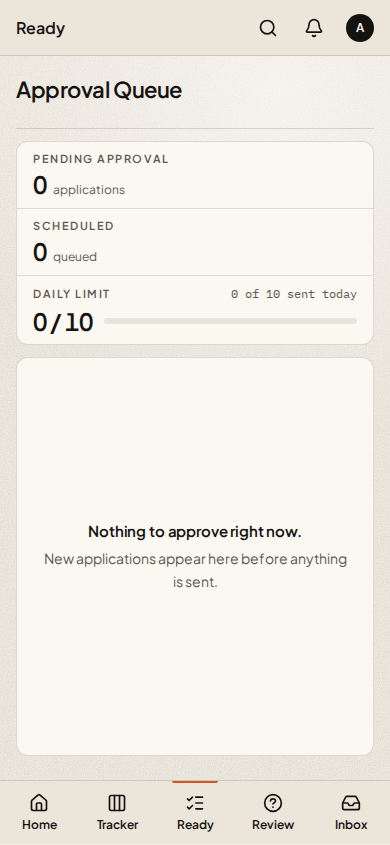 Ready
A
Approval Queue
PENDING APPROVAL
0 applications
SCHEDULED
0 queued
DAILY LIMIT 0 of 10 sent today
0/10
Nothing to approve right now.
New applications appear here before anything
is sent.
Home Tracker Ready Review Inbox